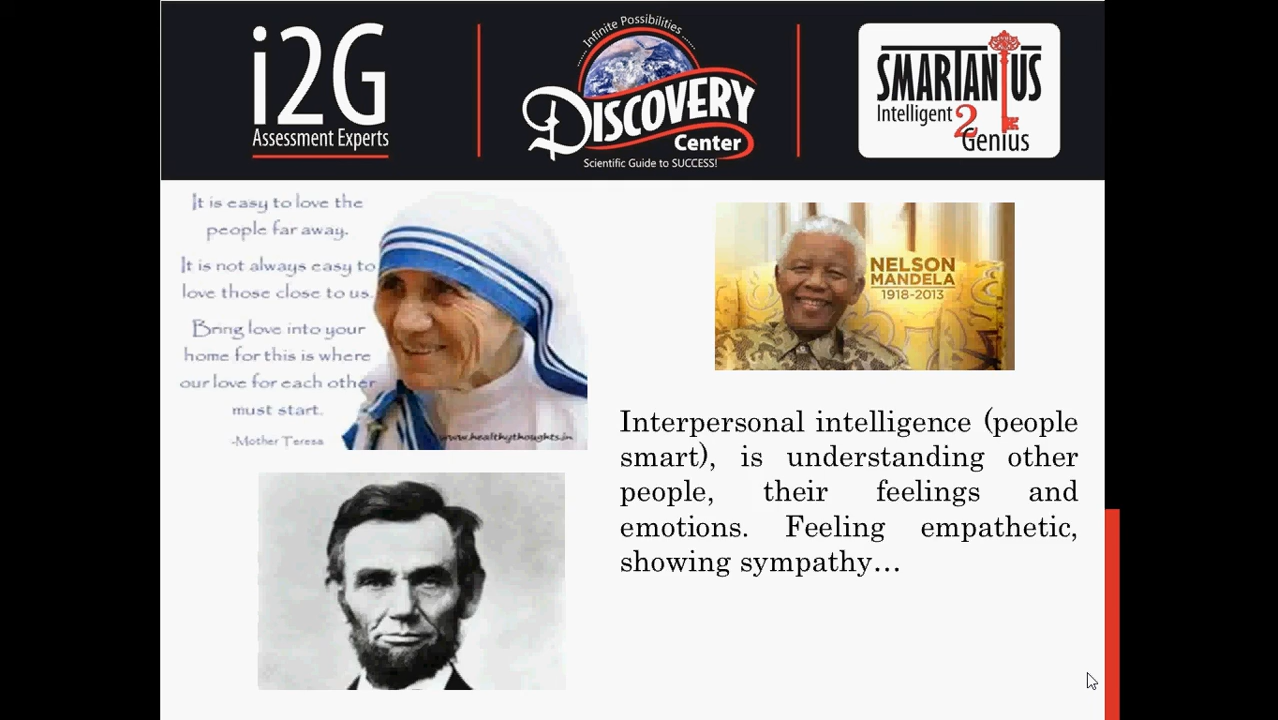 i2G
Assessment Experts
Infinite Possibilities
DISCOVERY
Center
Scientific Guide to SUCCESS!
SMARTANIUS
Intelligent 2
Genius
It is easy to love the
people far away.
It is not always easy to
love those close to us.
Bring love into your
home for this is where
our love for each other
must start.
-Mother Teresa
www.healthythoughts.in
NELSON
MANDELA
1918-2013
Interpersonal intelligence (people
smart), is understanding other
people, their feelings and
emotions. Feeling empathetic,
showing sympathy…